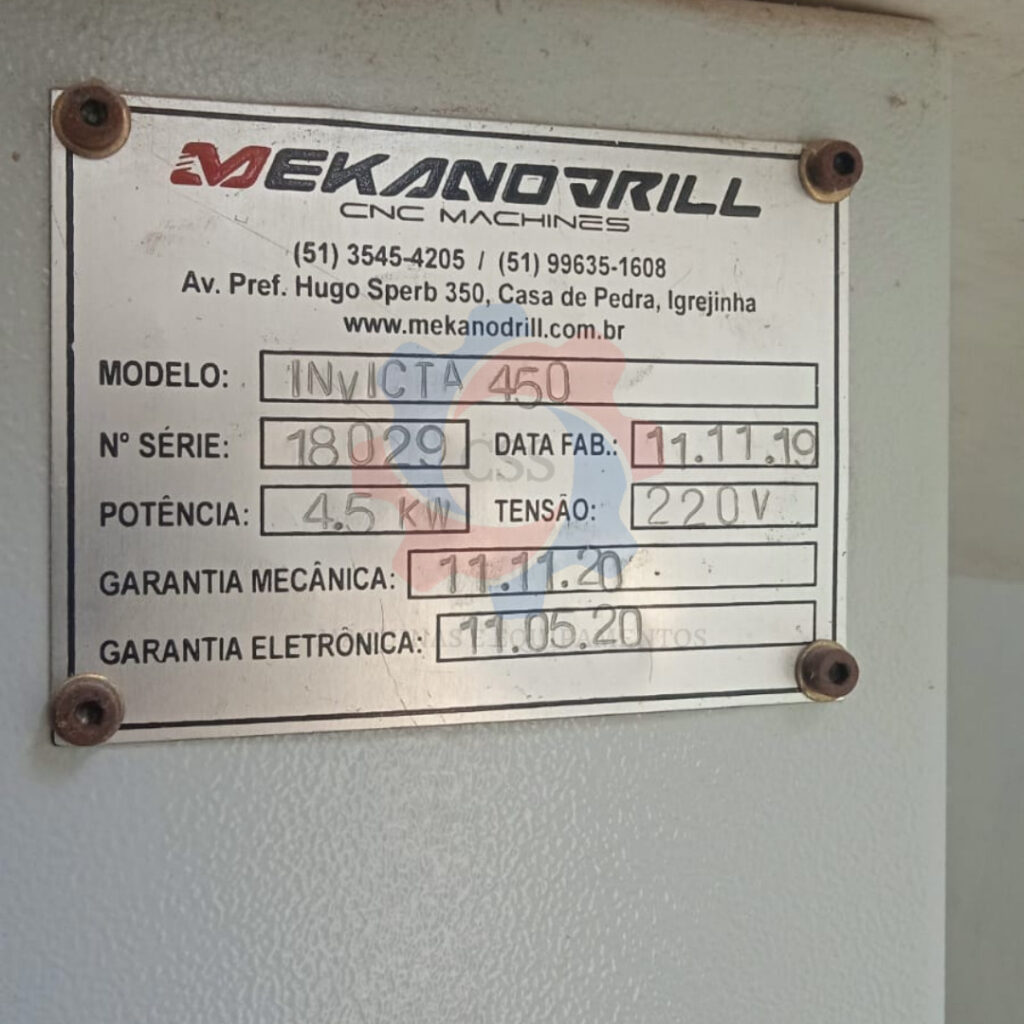 MEKANODRILL
CNC MACHINES
(51) 3545-4205 / (51) 99635-1608
Av. Pref. Hugo Sperb 350, Casa de Pedra, Igrejinha
www.mekanodrill.com.br
MODELO: INVICTA 450
Nº SÉRIE: 18029 DATA FAB.: 11.11.19
POTÊNCIA: 4.5 KW TENSÃO: 220V
GARANTIA MECÂNICA: 11.11.20
GARANTIA ELETRÔNICA: 11.05.20
CSS
E EQUIPAMENTOS